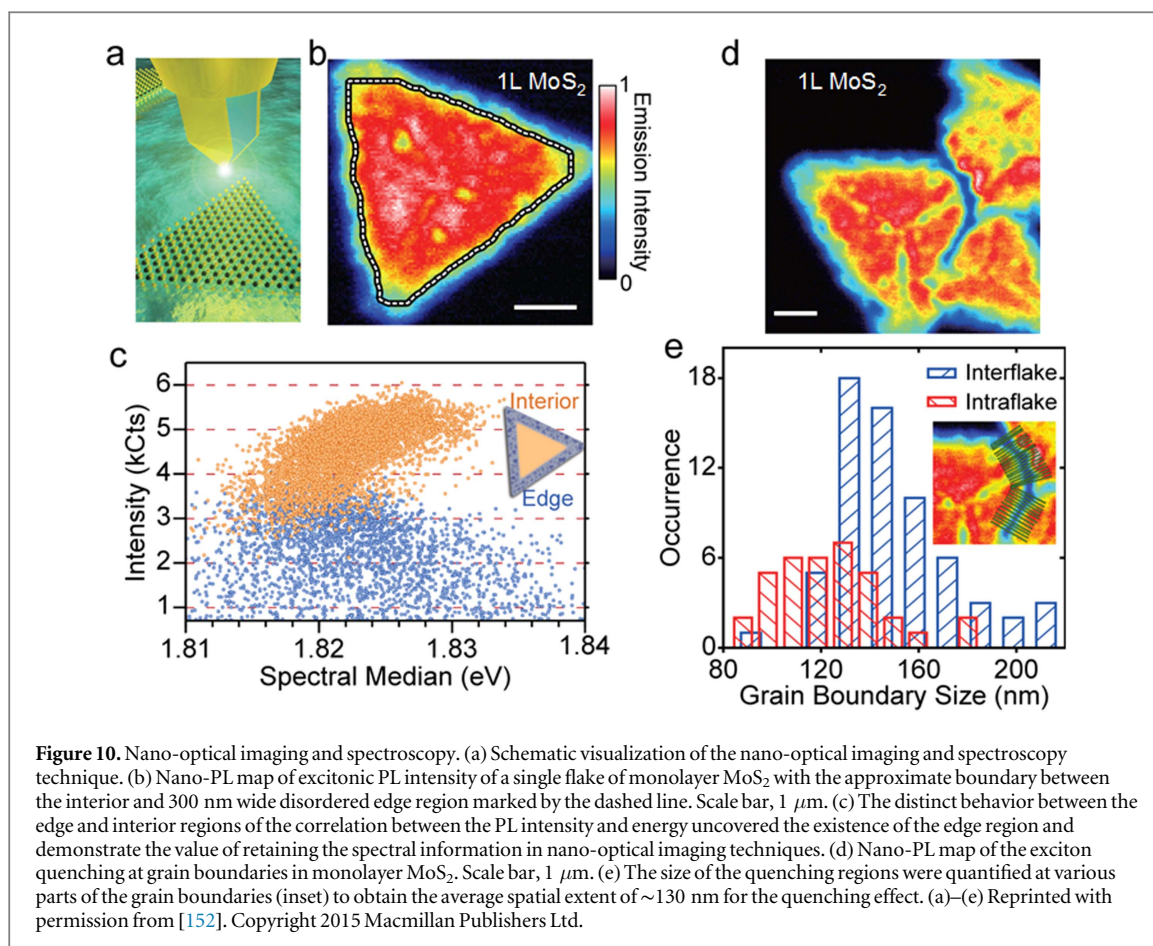 a
b
1L MoS2
1
Emission Intensity
0
d
1L MoS2
c
6
5
4
3
2
1
Intensity (kCts)
Interior
Edge
1.81
1.82
1.83
1.84
Spectral Median (eV)
e
18
12
6
0
Occurrence
Interflake
Intraflake
80
120
160
200
Grain Boundary Size (nm)
Figure 10. Nano-optical imaging and spectroscopy. (a) Schematic visualization of the nano-optical imaging and spectroscopy
technique. (b) Nano-PL map of excitonic PL intensity of a single flake of monolayer MoS2 with the approximate boundary between
the interior and 300 nm wide disordered edge region marked by the dashed line. Scale bar, 1 μm. (c) The distinct behavior between the
edge and interior regions of the correlation between the PL intensity and energy uncovered the existence of the edge region and
demonstrate the value of retaining the spectral information in nano-optical imaging techniques. (d) Nano-PL map of the exciton
quenching at grain boundaries in monolayer MoS2. Scale bar, 1 μm. (e) The size of the quenching regions were quantified at various
parts of the grain boundaries (inset) to obtain the average spatial extent of ~130 nm for the quenching effect. (a)–(e) Reprinted with
permission from [152]. Copyright 2015 Macmillan Publishers Ltd.